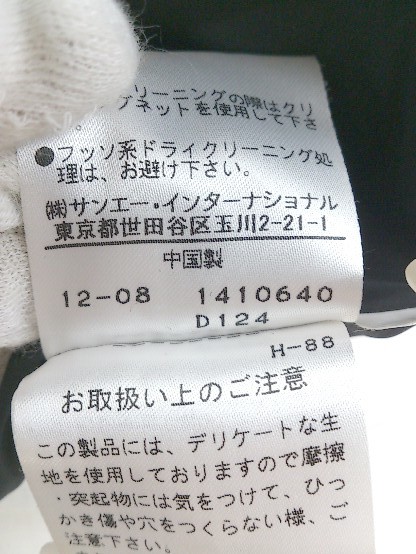 リーニングの際はクリ
グネットを使用して下さ
。
●フッソ系ドライクリーニング処
理は、お避け下さい。
㈱サンエー・インターナショナル
東京都世田谷区玉川2-21-1
中国製
12-08 1410640
D124
H-88
お取扱い上のご注意
この製品には、デリケートな生
地を使用しておりますので摩擦
・突起物には気をつけて、ひっ
かき傷や穴をつくらない様、ご
注意下さい。